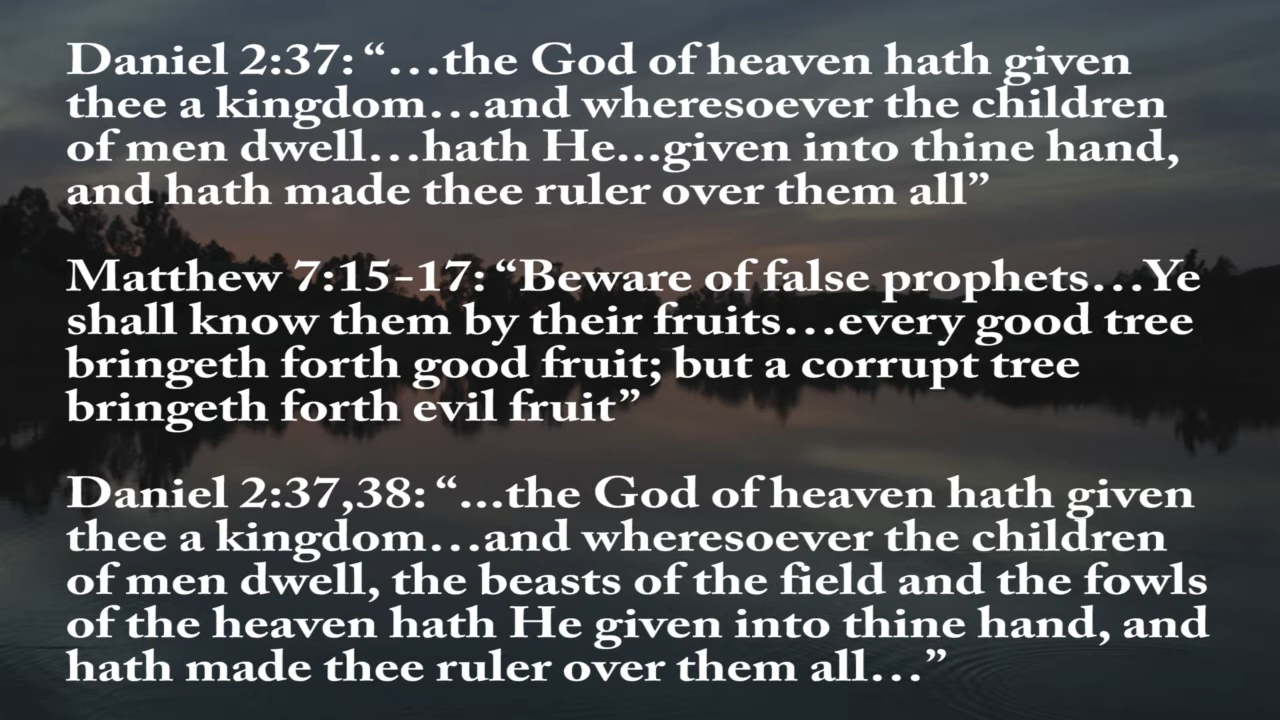 Daniel 2:37: “…the God of heaven hath given
thee a kingdom…and wheresoever the children
of men dwell…hath He...given into thine hand,
and hath made thee ruler over them all”
Matthew 7:15-17: “Beware of false prophets…Ye
shall know them by their fruits…every good tree
bringeth forth good fruit; but a corrupt tree
bringeth forth evil fruit”
Daniel 2:37,38: “...the God of heaven hath given
thee a kingdom…and wheresoever the children
of men dwell, the beasts of the field and the fowls
of the heaven hath He given into thine hand, and
hath made thee ruler over them all…”